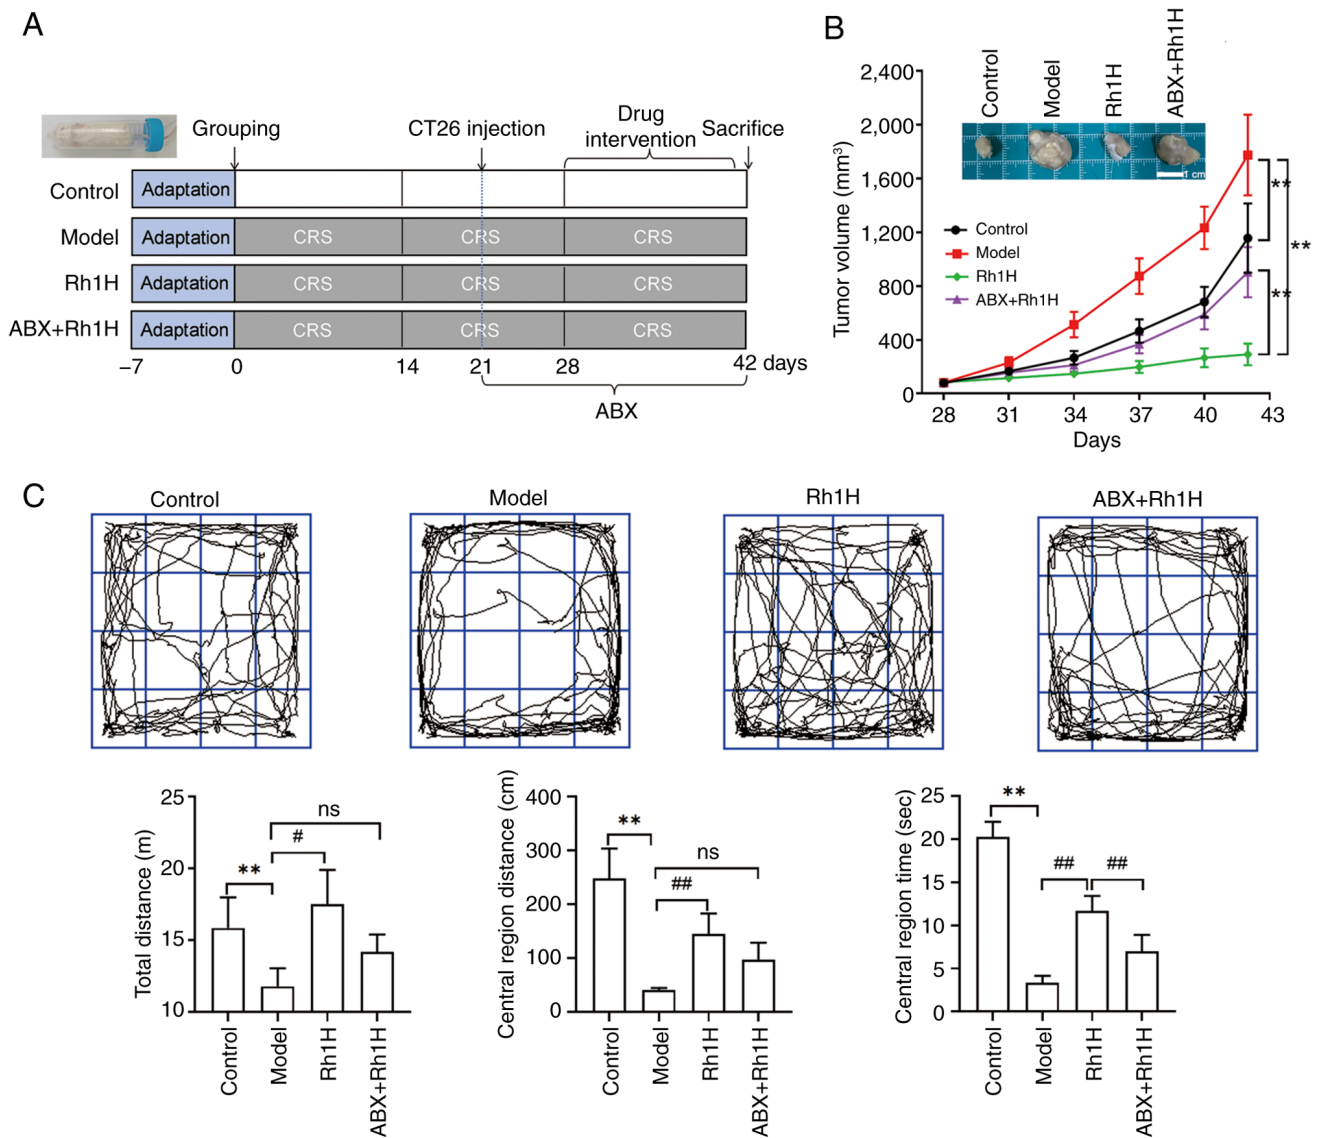 A
Grouping
CT26 injection
Drug
intervention
Sacrifice
Control
Adaptation
Model
Adaptation
CRS
CRS
CRS
Rh1H
Adaptation
CRS
CRS
CRS
ABX+Rh1H
Adaptation
CRS
CRS
CRS
−7
0
14
21
28
42 days
ABX
B
Control
Model
Rh1H
ABX+Rh1H
1 cm
Tumor volume (mm³)
2,400
2,000
1,600
1,200
800
400
0
Control
Model
Rh1H
ABX+Rh1H
**
**
**
28
31
34
37
40
43
Days
C
Control
Model
Rh1H
ABX+Rh1H
Total distance (m)
25
20
15
10
**
#
ns
Control
Model
Rh1H
ABX+Rh1H
Central region distance (cm)
400
300
200
100
0
**
##
ns
Control
Model
Rh1H
ABX+Rh1H
Central region time (sec)
25
20
15
10
5
0
**
##
##
Control
Model
Rh1H
ABX+Rh1H